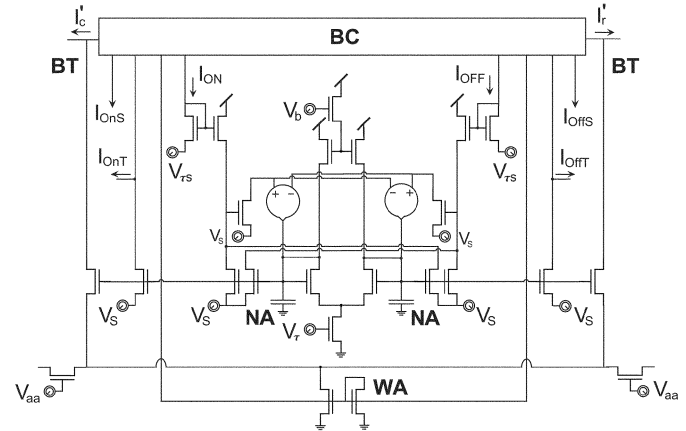 I'c
BC
I'r
BT
BT
ION
IOFF
IOnS
Vb
IOffS
IOnT
VτS
VτS
IOffT
+ -
- +
VS
VS
VS
VS
NA
Vτ
NA
VS
VS
WA
Vaa
Vaa